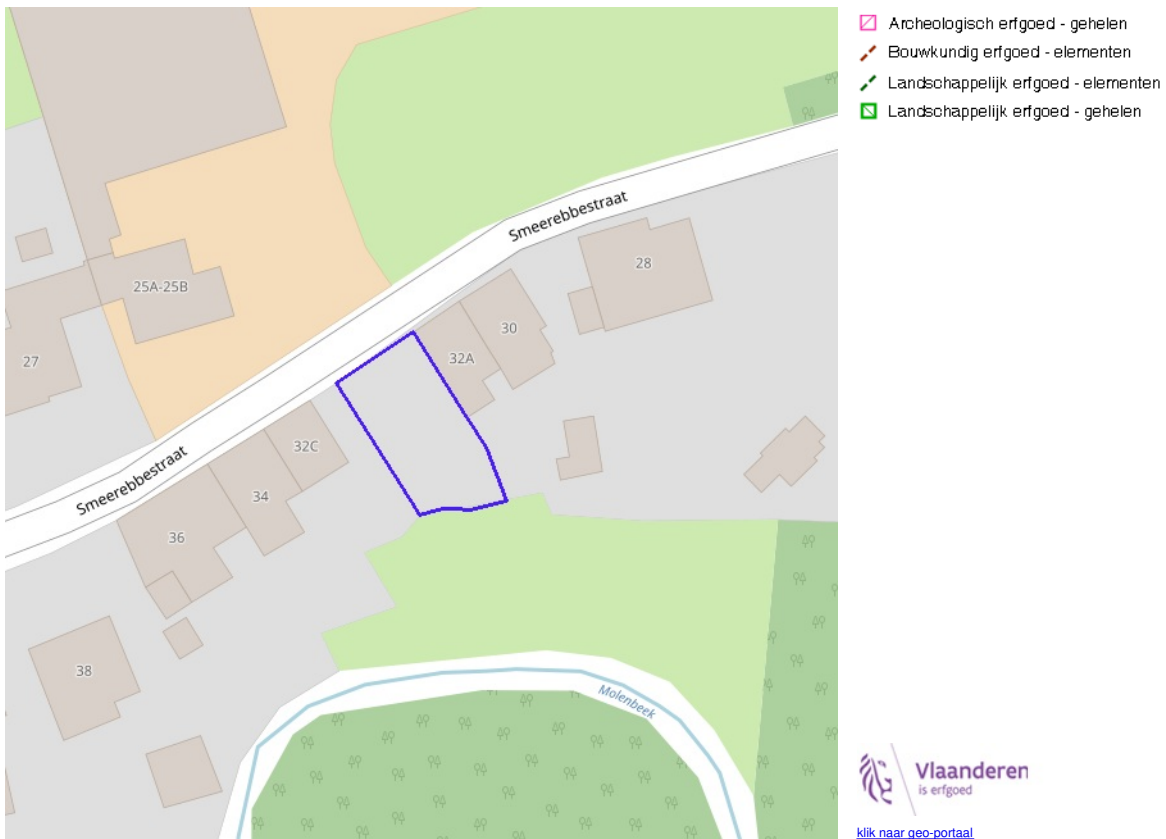 Archeologisch erfgoed - gehelen
Bouwkundig erfgoed - elementen
Landschappelijk erfgoed - elementen
Landschappelijk erfgoed - gehelen
Smeerebbestraat
28
25A-25B
30
27
32A
32C
Smeerebbestraat
34
36
38
Molenbeek
Vlaanderen
is erfgoed
klik naar geo-portaal